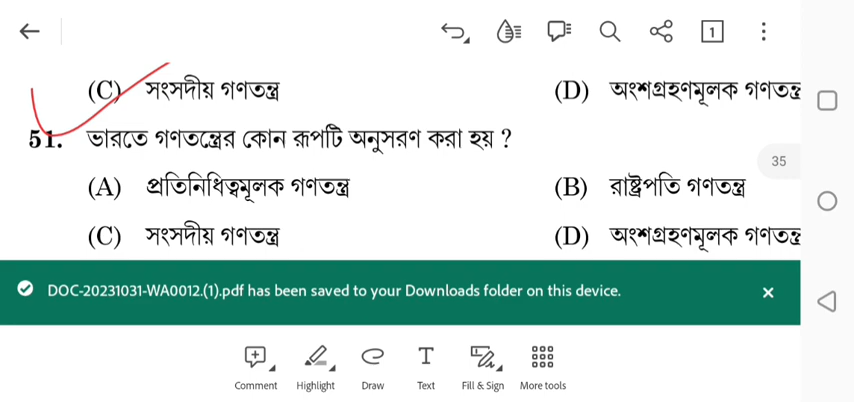 1
(C) সংসদীয় গণতন্ত্র (D) অংশগ্রহণমূলক গণতন্ত্র
51. ভারতে গণতন্ত্রের কোন রূপটি অনুসরণ করা হয় ?
35
(A) প্রতিনিধিত্বমূলক গণতন্ত্র (B) রাষ্ট্রপতি গণতন্ত্র
(C) সংসদীয় গণতন্ত্র (D) অংশগ্রহণমূলক গণতন্ত্র
DOC-20231031-WA0012.(1).pdf has been saved to your Downloads folder on this device.
Comment Highlight Draw Text Fill & Sign More tools